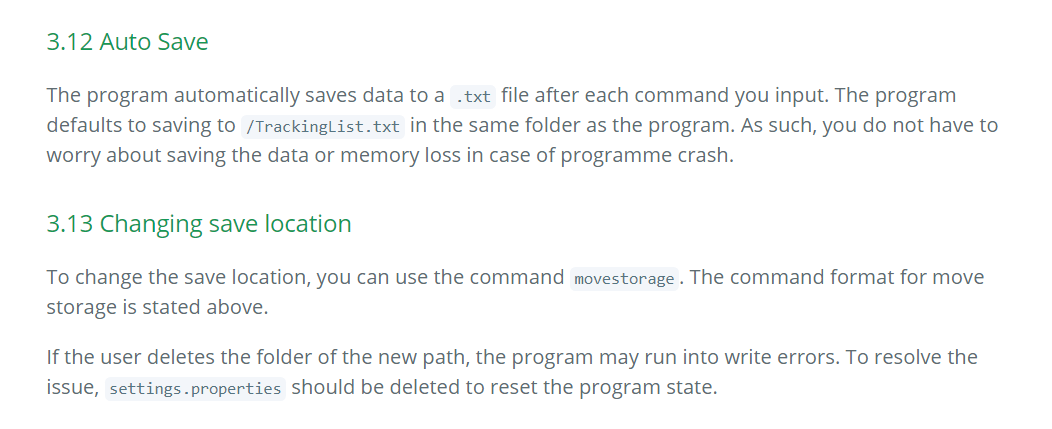 3.12 Auto Save
The program automatically saves data to a .txt file after each command you input. The program
defaults to saving to /TrackingList.txt in the same folder as the program. As such, you do not have to
worry about saving the data or memory loss in case of programme crash.
3.13 Changing save location
To change the save location, you can use the command movestorage. The command format for move
storage is stated above.
If the user deletes the folder of the new path, the program may run into write errors. To resolve the
issue, settings.properties should be deleted to reset the program state.